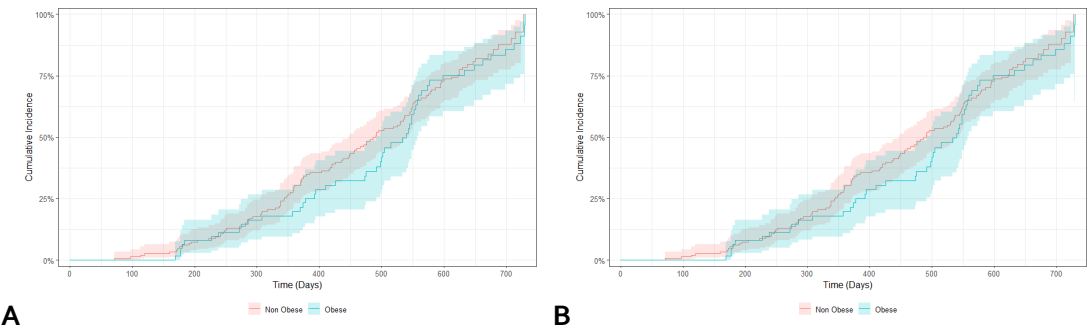 100%
75%
50%
25%
0%
Cumulative Incidence
0 100 200 300 400 500 600 700
Time (Days)
Non Obese Obese
A
100%
75%
50%
25%
0%
Cumulative Incidence
0 100 200 300 400 500 600 700
Time (Days)
Non Obese Obese
B